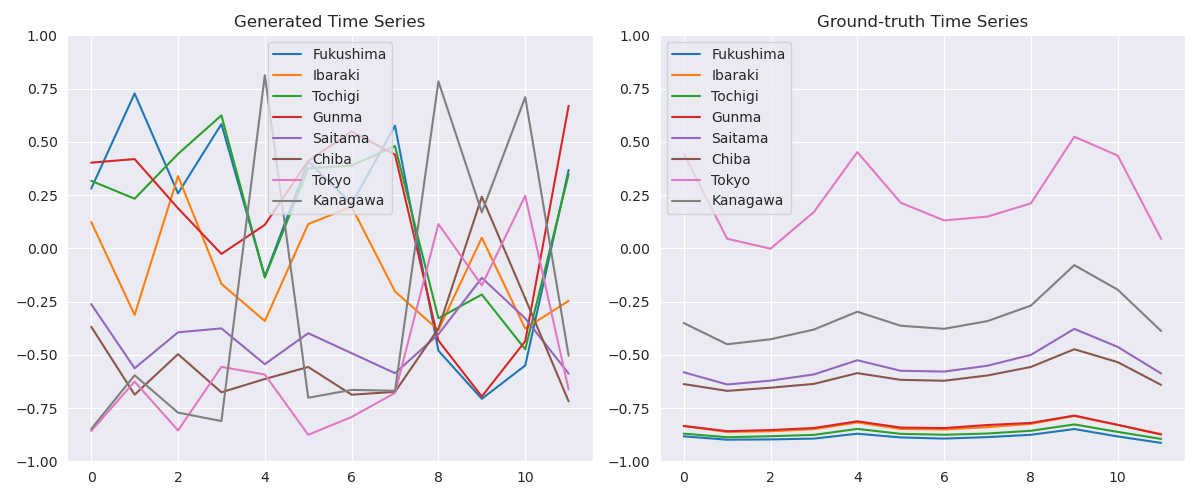 Generated Time Series
1.00
0.75
0.50
0.25
0.00
−0.25
−0.50
−0.75
−1.00
0 2 4 6 8 10
Fukushima
Ibaraki
Tochigi
Gunma
Saitama
Chiba
Tokyo
Kanagawa
Ground-truth Time Series
1.00
0.75
0.50
0.25
0.00
−0.25
−0.50
−0.75
−1.00
0 2 4 6 8 10
Fukushima
Ibaraki
Tochigi
Gunma
Saitama
Chiba
Tokyo
Kanagawa